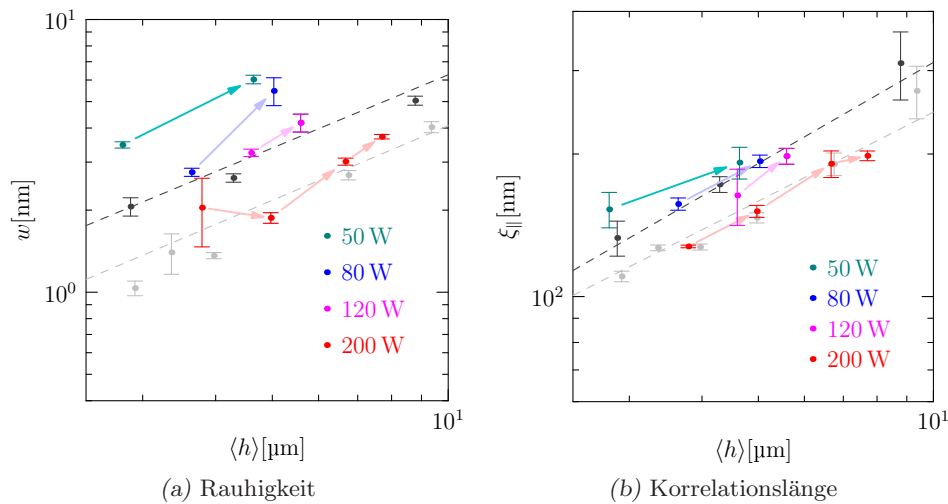 10¹
10⁰
w[nm]
50 W
80 W
120 W
200 W
10¹
⟨h⟩[µm]
(a) Rauhigkeit
10²
ξ∥[nm]
50 W
80 W
120 W
200 W
10¹
⟨h⟩[µm]
(b) Korrelationslänge